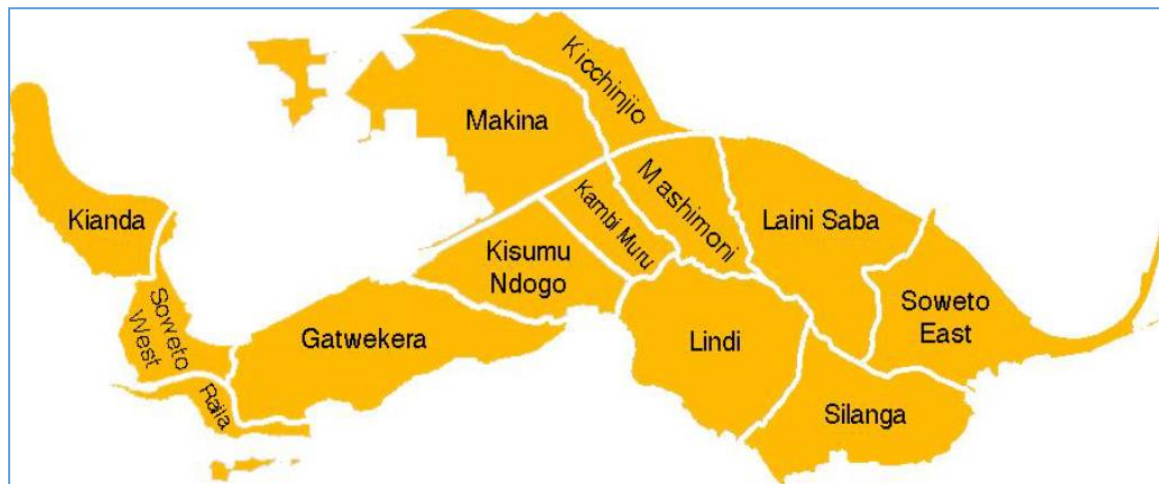 Kicchinjio
Makina
Mashimoni
Kambi Muru
Laini Saba
Kianda
Kisumu
Ndogo
Soweto
West
Soweto
East
Gatwekera
Lindi
Raila
Silanga